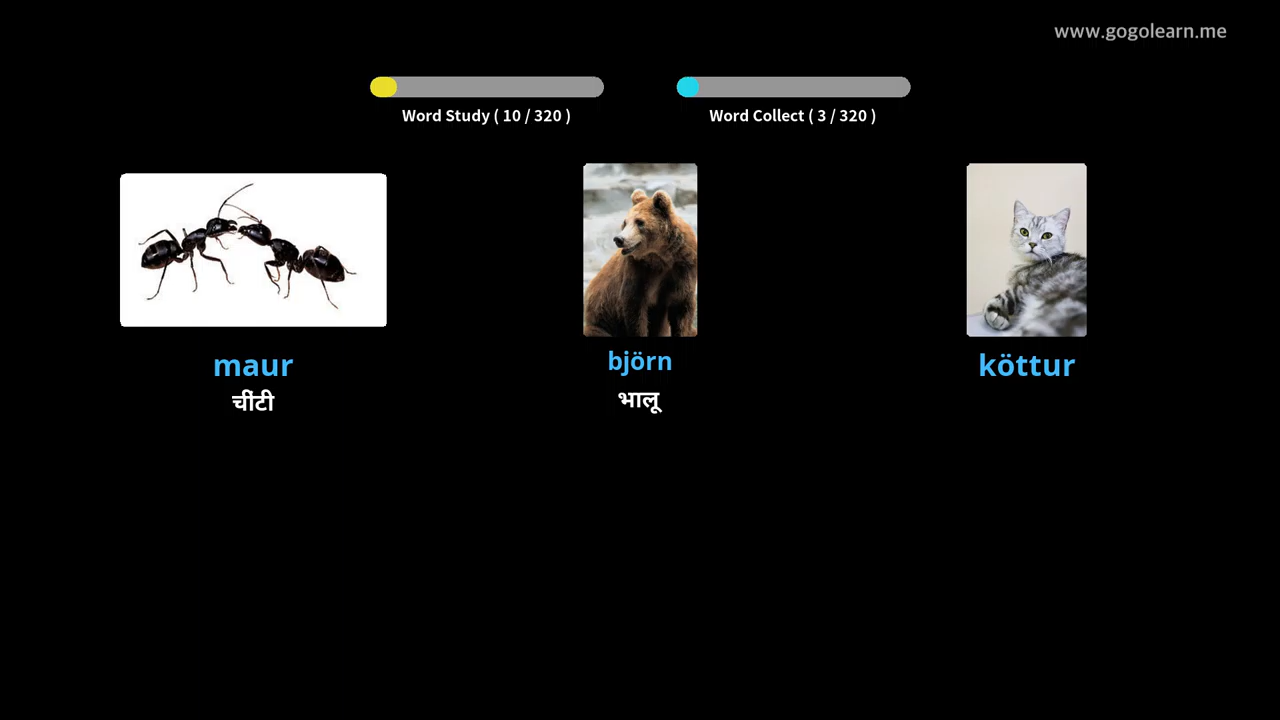 www.gogolearn.me
Word Study ( 10 / 320 )
Word Collect ( 3 / 320 )
maur
björn
köttur
चींटी
भालू